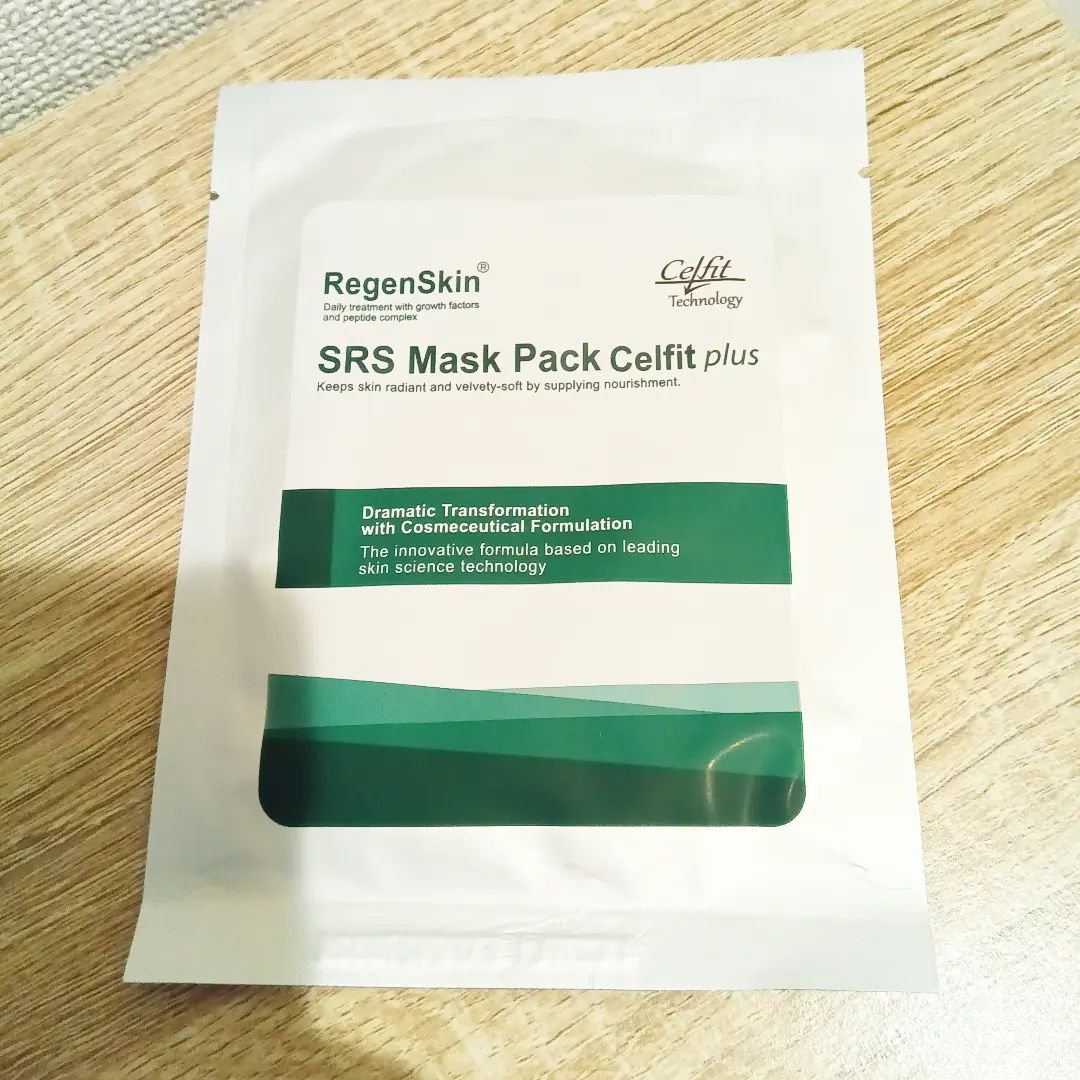 RegenSkin®
Daily treatment with growth factors
and peptide complex
Celfit
Technology
SRS Mask Pack Celfit plus
Keeps skin radiant and velvety-soft by supplying nourishment.
Dramatic Transformation
with Cosmeceutical Formulation
The innovative formula based on leading
skin science technology